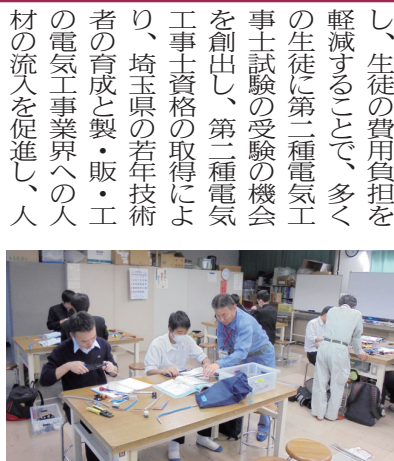 し、生徒の費用負担を
軽減することで、多く
の生徒に第二種電気工
事士試験の受験の機会
を創出し、第二種電気
工事士資格の取得によ
り、埼玉県の若年技術
者の育成と製・販・工
の電気工事業界への人
材の流入を促進し、人